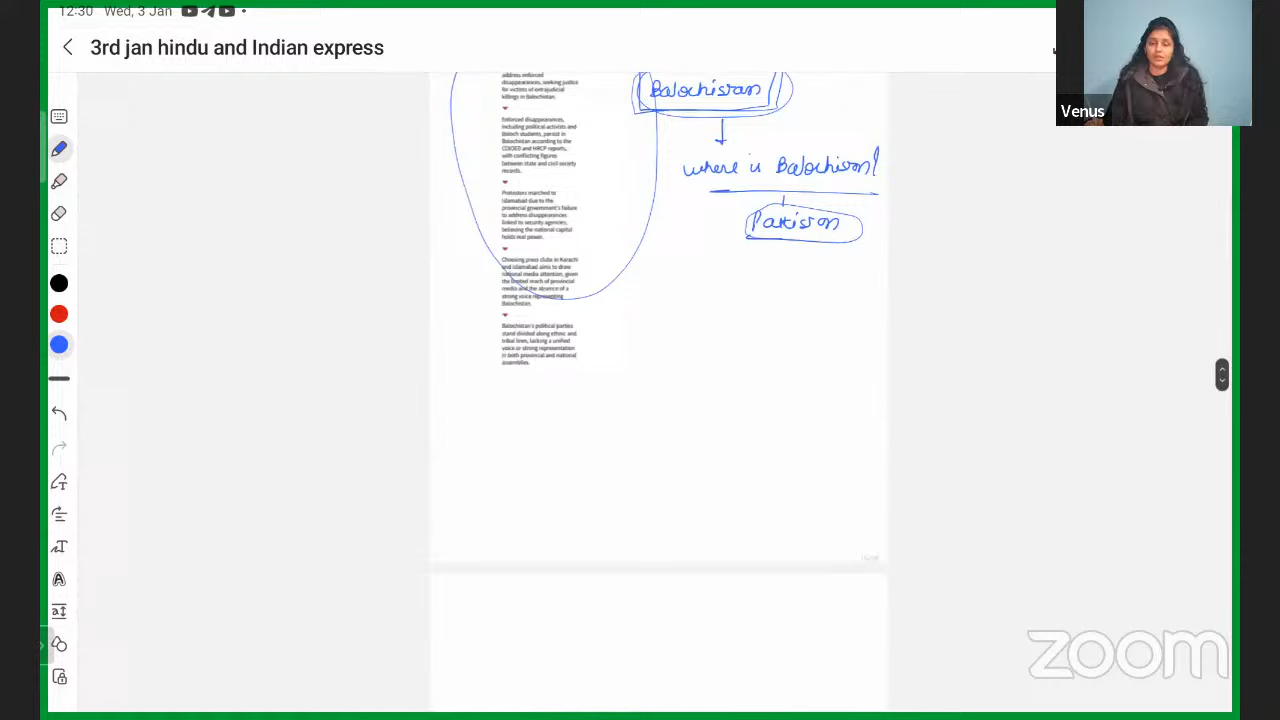 12:30 Wed, 3 Jan
3rd jan hindu and Indian express
Venus
address enforced
disappearances, seeking justice
for victims of extrajudicial
killings in Balochistan.
Enforced disappearances,
including political activists and
Baloch students, persist in
Balochistan according to the
COIOED and HRCP reports,
with conflicting figures
between state and civil society
records.
Protesters marched to
Islamabad due to the
provincial government's failure
to address disappearances
linked to security agencies,
believing the national capital
holds real power.
Choosing press clubs in Karachi
and Islamabad aims to draw
national media attention, given
the limited reach of provincial
media and the absence of a
strong voice representing
Balochistan.
Balochistan's political parties
stand divided along ethnic and
tribal lines, lacking a unified
voice or strong representation
in both provincial and national
assemblies.
Balochistan
where is Balochistan?
Pakistan
zoom